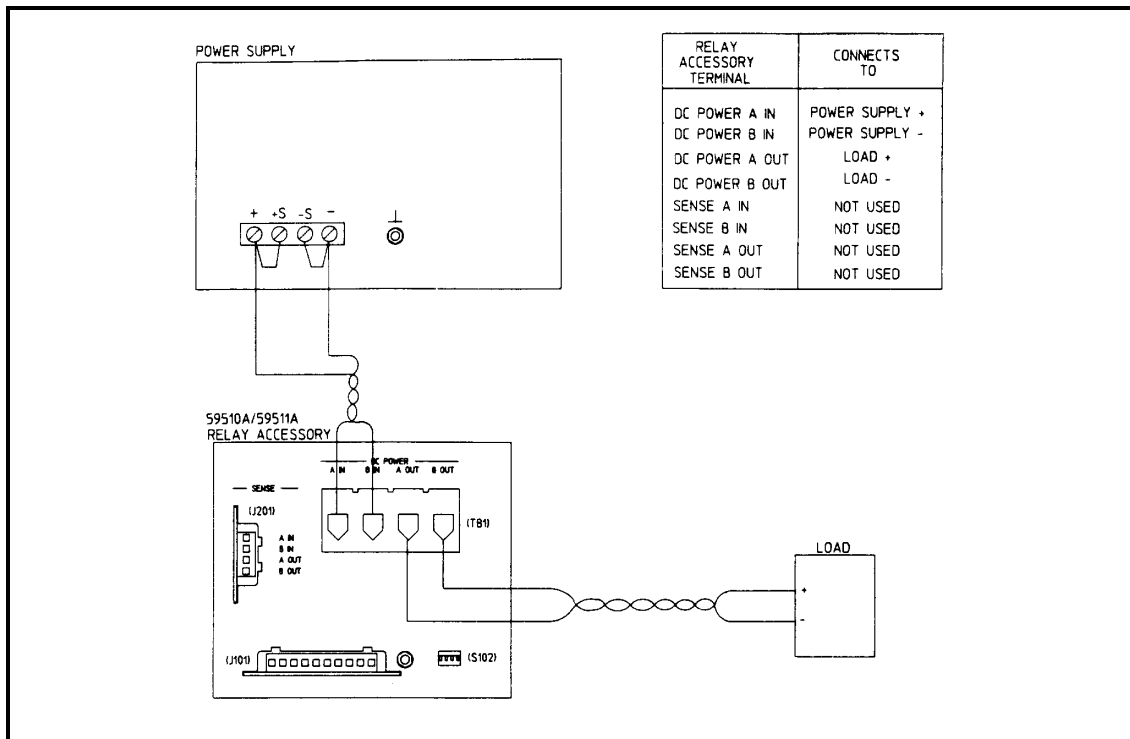 POWER SUPPLY
+ +S -S -
RELAY ACCESSORY TERMINAL CONNECTS TO
DC POWER A IN POWER SUPPLY +
DC POWER B IN POWER SUPPLY -
DC POWER A OUT LOAD +
DC POWER B OUT LOAD -
SENSE A IN NOT USED
SENSE B IN NOT USED
SENSE A OUT NOT USED
SENSE B OUT NOT USED
59510A/59511A
RELAY ACCESSORY
DC POWER
A IN B IN A OUT B OUT
SENSE
(J201)
(TB1)
A IN
B IN
A OUT
B OUT
LOAD
+
-
(J101)
(S102)